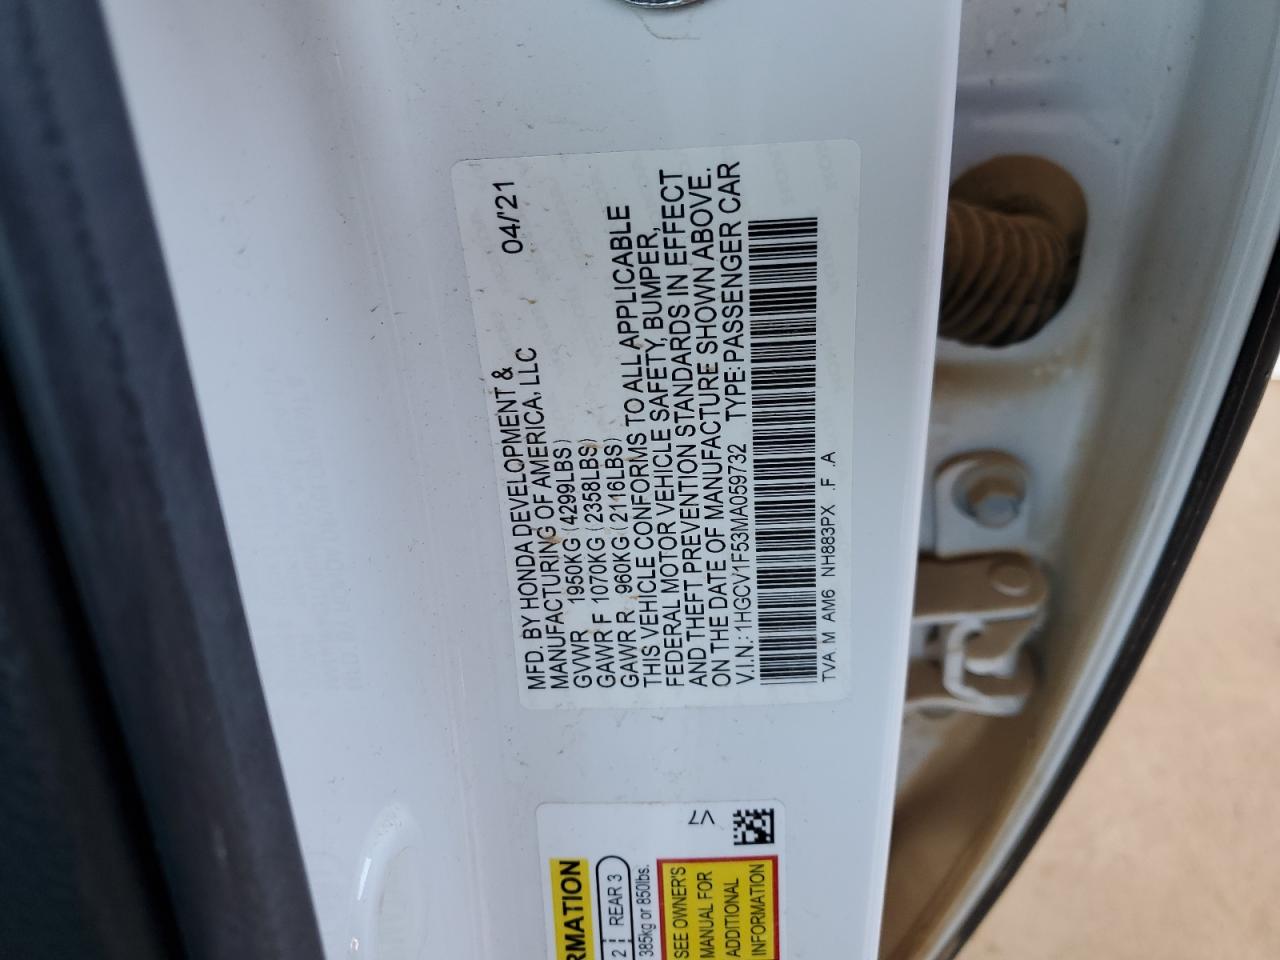 MFD. BY HONDA DEVELOPMENT & 04/'21
MANUFACTURING OF AMERICA, LLC
GVWR 1950KG (4299LBS)
GAWR F 1070KG (2358LBS)
GAWR R 960KG (2116LBS)
THIS VEHICLE CONFORMS TO ALL APPLICABLE
FEDERAL MOTOR VEHICLE SAFETY, BUMPER,
AND THEFT PREVENTION STANDARDS IN EFFECT
ON THE DATE OF MANUFACTURE SHOWN ABOVE.
V.I.N.: 1HGCV1F53MA059732 TYPE:PASSENGER CAR
TVA M AM6 NH883PX .F .A
RMATION
2 REAR 3
385kg or 850lbs.
SEE OWNER'S
MANUAL FOR
ADDITIONAL
INFORMATION
V7